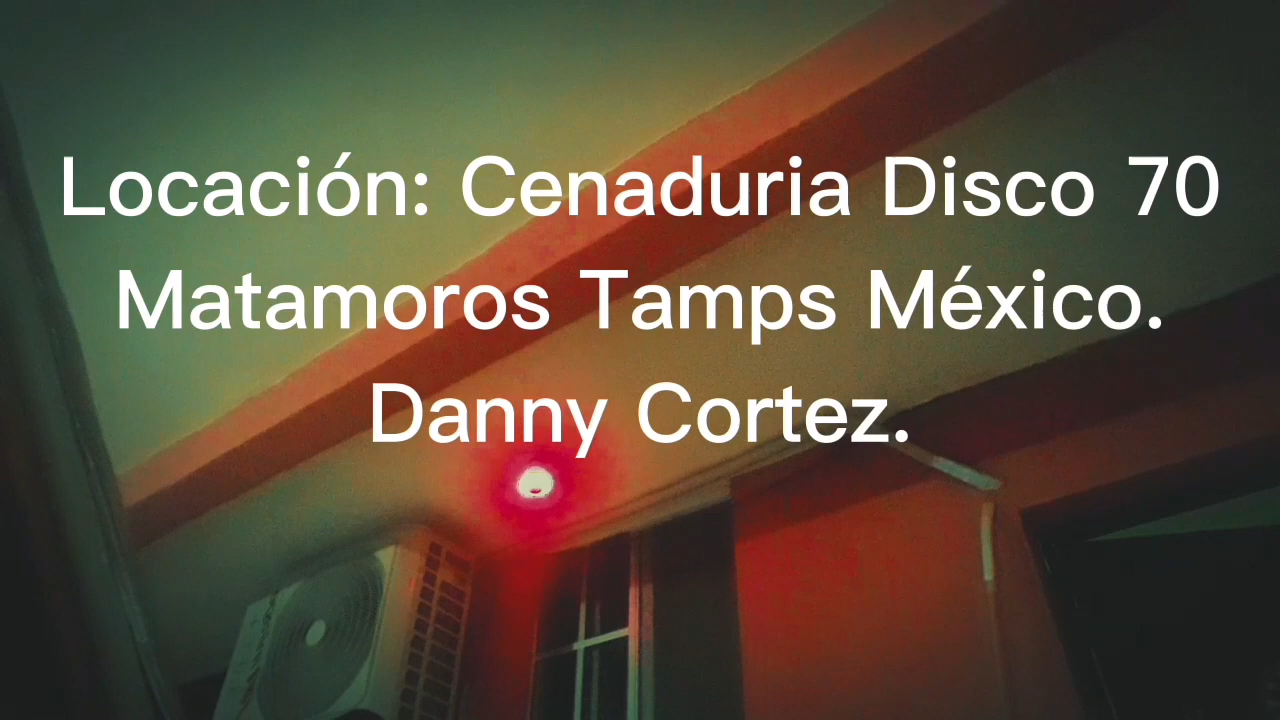 Locación: Cenaduria Disco 70
Matamoros Tamps México.
Danny Cortez.